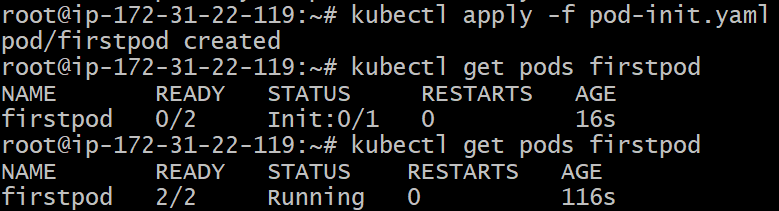 root@ip-172-31-22-119:~# kubectl apply -f pod-init.yaml
pod/firstpod created
root@ip-172-31-22-119:~# kubectl get pods firstpod
NAME READY STATUS RESTARTS AGE
firstpod 0/2 Init:0/1 0 16s
root@ip-172-31-22-119:~# kubectl get pods firstpod
NAME READY STATUS RESTARTS AGE
firstpod 2/2 Running 0 116s